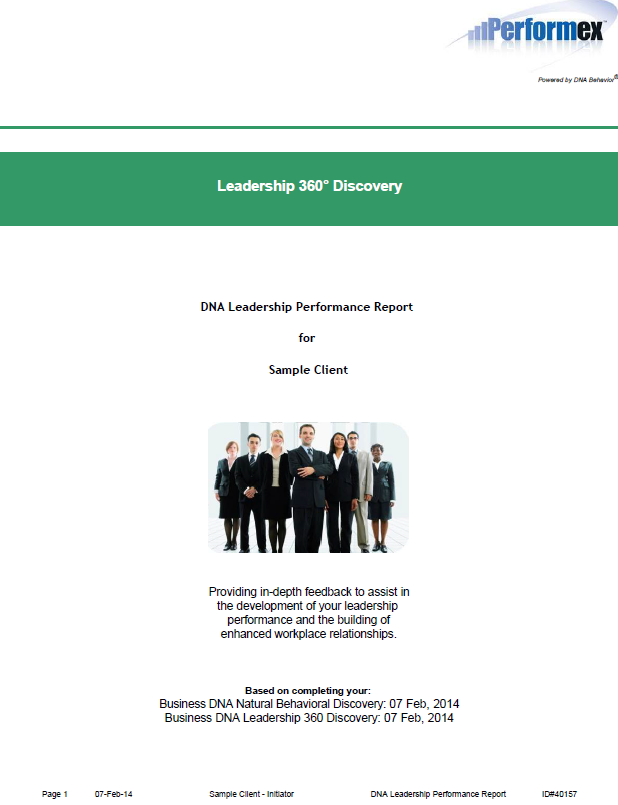 Performex™
Powered by DNA Behavior®
Leadership 360° Discovery
DNA Leadership Performance Report
for
Sample Client
Providing in-depth feedback to assist in
the development of your leadership
performance and the building of
enhanced workplace relationships.
Based on completing your:
Business DNA Natural Behavioral Discovery: 07 Feb, 2014
Business DNA Leadership 360 Discovery: 07 Feb, 2014
Page 1 07-Feb-14 Sample Client - Initiator DNA Leadership Performance Report ID#40157